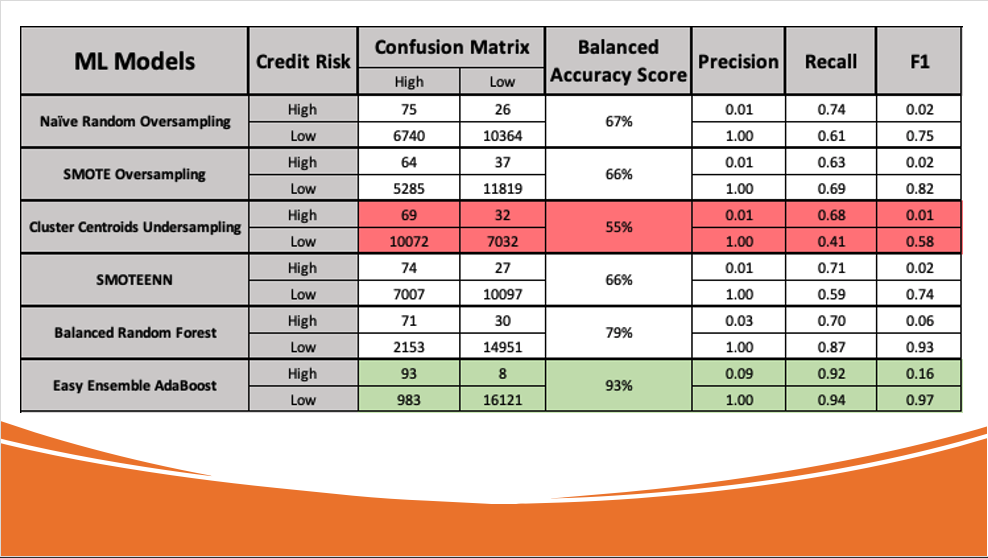 ML Models Credit Risk Confusion Matrix Balanced Accuracy Score Precision Recall F1
High Low
Naïve Random Oversampling High 75 26 67% 0.01 0.74 0.02
Low 6740 10364 1.00 0.61 0.75
SMOTE Oversampling High 64 37 66% 0.01 0.63 0.02
Low 5285 11819 1.00 0.69 0.82
Cluster Centroids Undersampling High 69 32 55% 0.01 0.68 0.01
Low 10072 7032 1.00 0.41 0.58
SMOTEENN High 74 27 66% 0.01 0.71 0.02
Low 7007 10097 1.00 0.59 0.74
Balanced Random Forest High 71 30 79% 0.03 0.70 0.06
Low 2153 14951 1.00 0.87 0.93
Easy Ensemble AdaBoost High 93 8 93% 0.09 0.92 0.16
Low 983 16121 1.00 0.94 0.97